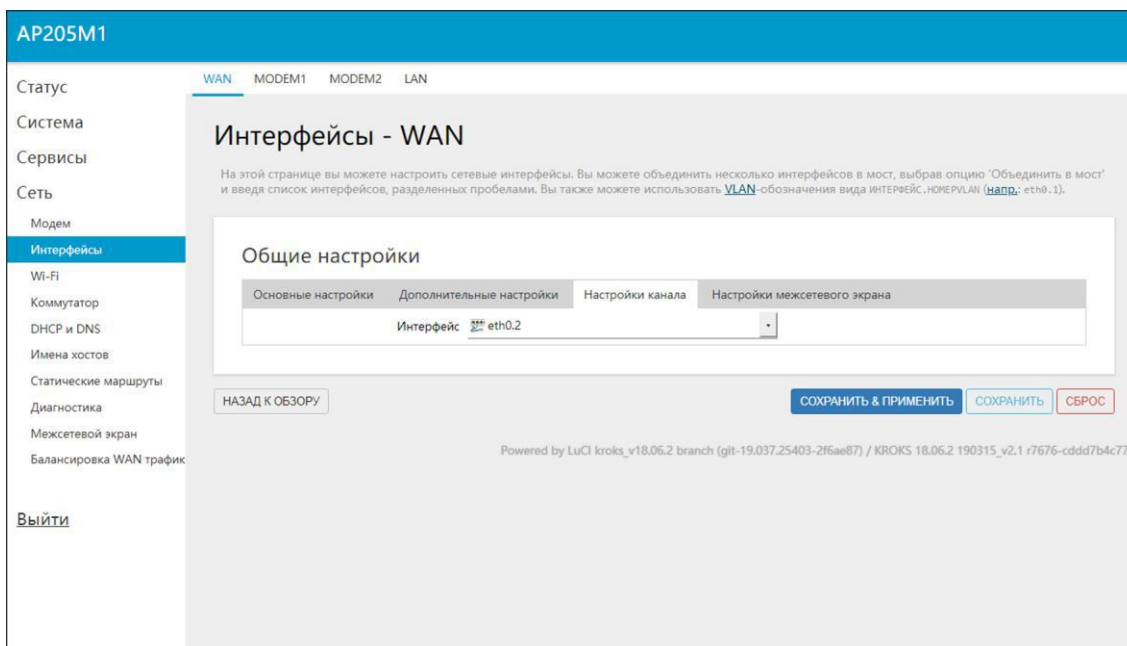 AP205M1
Статус
Система
Сервисы
Сеть
Модем
Интерфейсы
Wi-Fi
Коммутатор
DHCP и DNS
Имена хостов
Статические маршруты
Диагностика
Межсетевой экран
Балансировка WAN трафик
Выйти
WAN MODEM1 MODEM2 LAN
Интерфейсы - WAN
На этой странице вы можете настроить сетевые интерфейсы. Вы можете объединить несколько интерфейсов в мост, выбрав опцию 'Объединить в мост'
и введя список интерфейсов, разделенных пробелами. Вы также можете использовать VLAN-обозначения вида ИНТЕРФЕЙС.НОМЕРVLAN (напр.: eth0.1).
Общие настройки
Основные настройки Дополнительные настройки Настройки канала Настройки межсетевого экрана
Интерфейс eth0.2
НАЗАД К ОБЗОРУ СОХРАНИТЬ & ПРИМЕНИТЬ СОХРАНИТЬ СБРОС
Powered by LuCI kroks_v18.06.2 branch (git-19.037.25403-2f6ae87) / KROKS 18.06.2 190315_v2.1 r7676-cddd7b4c77